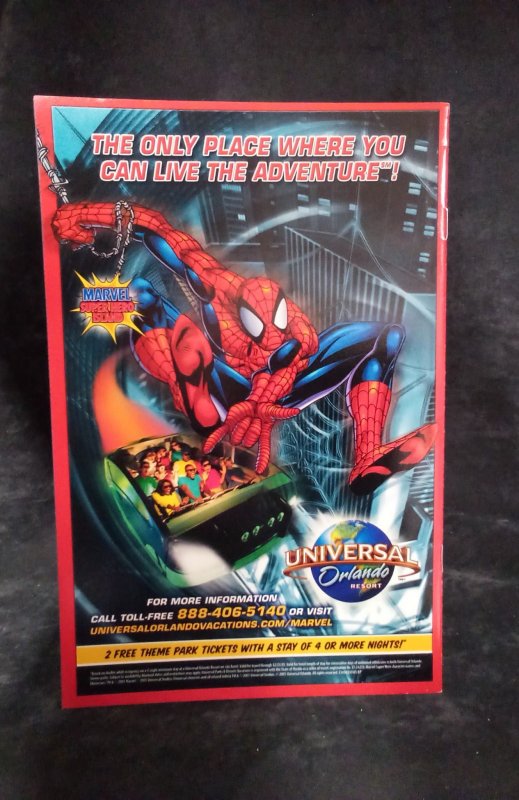 THE ONLY PLACE WHERE YOU
CAN LIVE THE ADVENTURE℠!
MARVEL
SUPER HERO
ISLAND
UNIVERSAL
Orlando
RESORT
FOR MORE INFORMATION
CALL TOLL-FREE 888-406-5140 OR VISIT
UNIVERSALORLANDOVACATIONS.COM/MARVEL
2 FREE THEME PARK TICKETS WITH A STAY OF 4 OR MORE NIGHTS!*